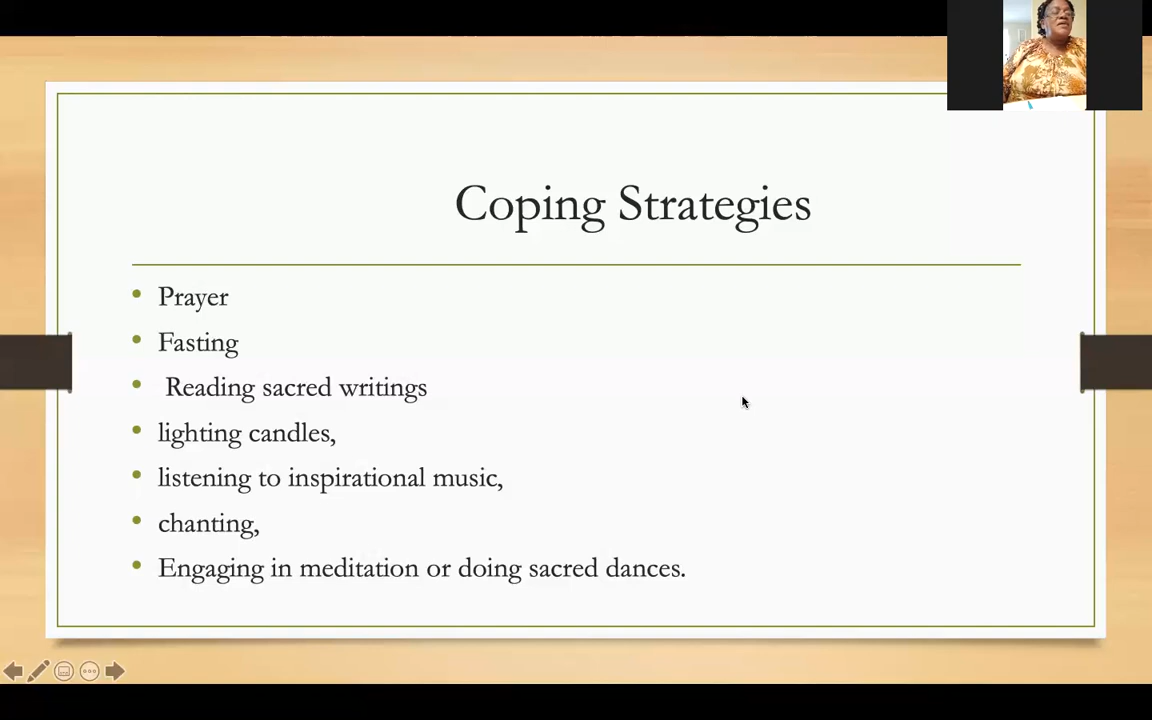 Coping Strategies
Prayer
Fasting
Reading sacred writings
lighting candles,
listening to inspirational music,
chanting,
Engaging in meditation or doing sacred dances.